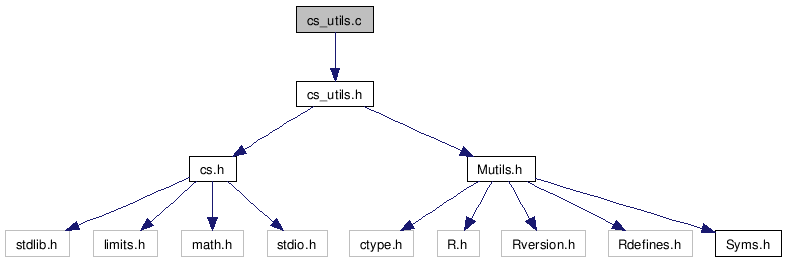 cs_utils.c
cs_utils.h
cs.h Mutils.h
stdlib.h limits.h math.h stdio.h ctype.h R.h Rversion.h Rdefines.h Syms.h